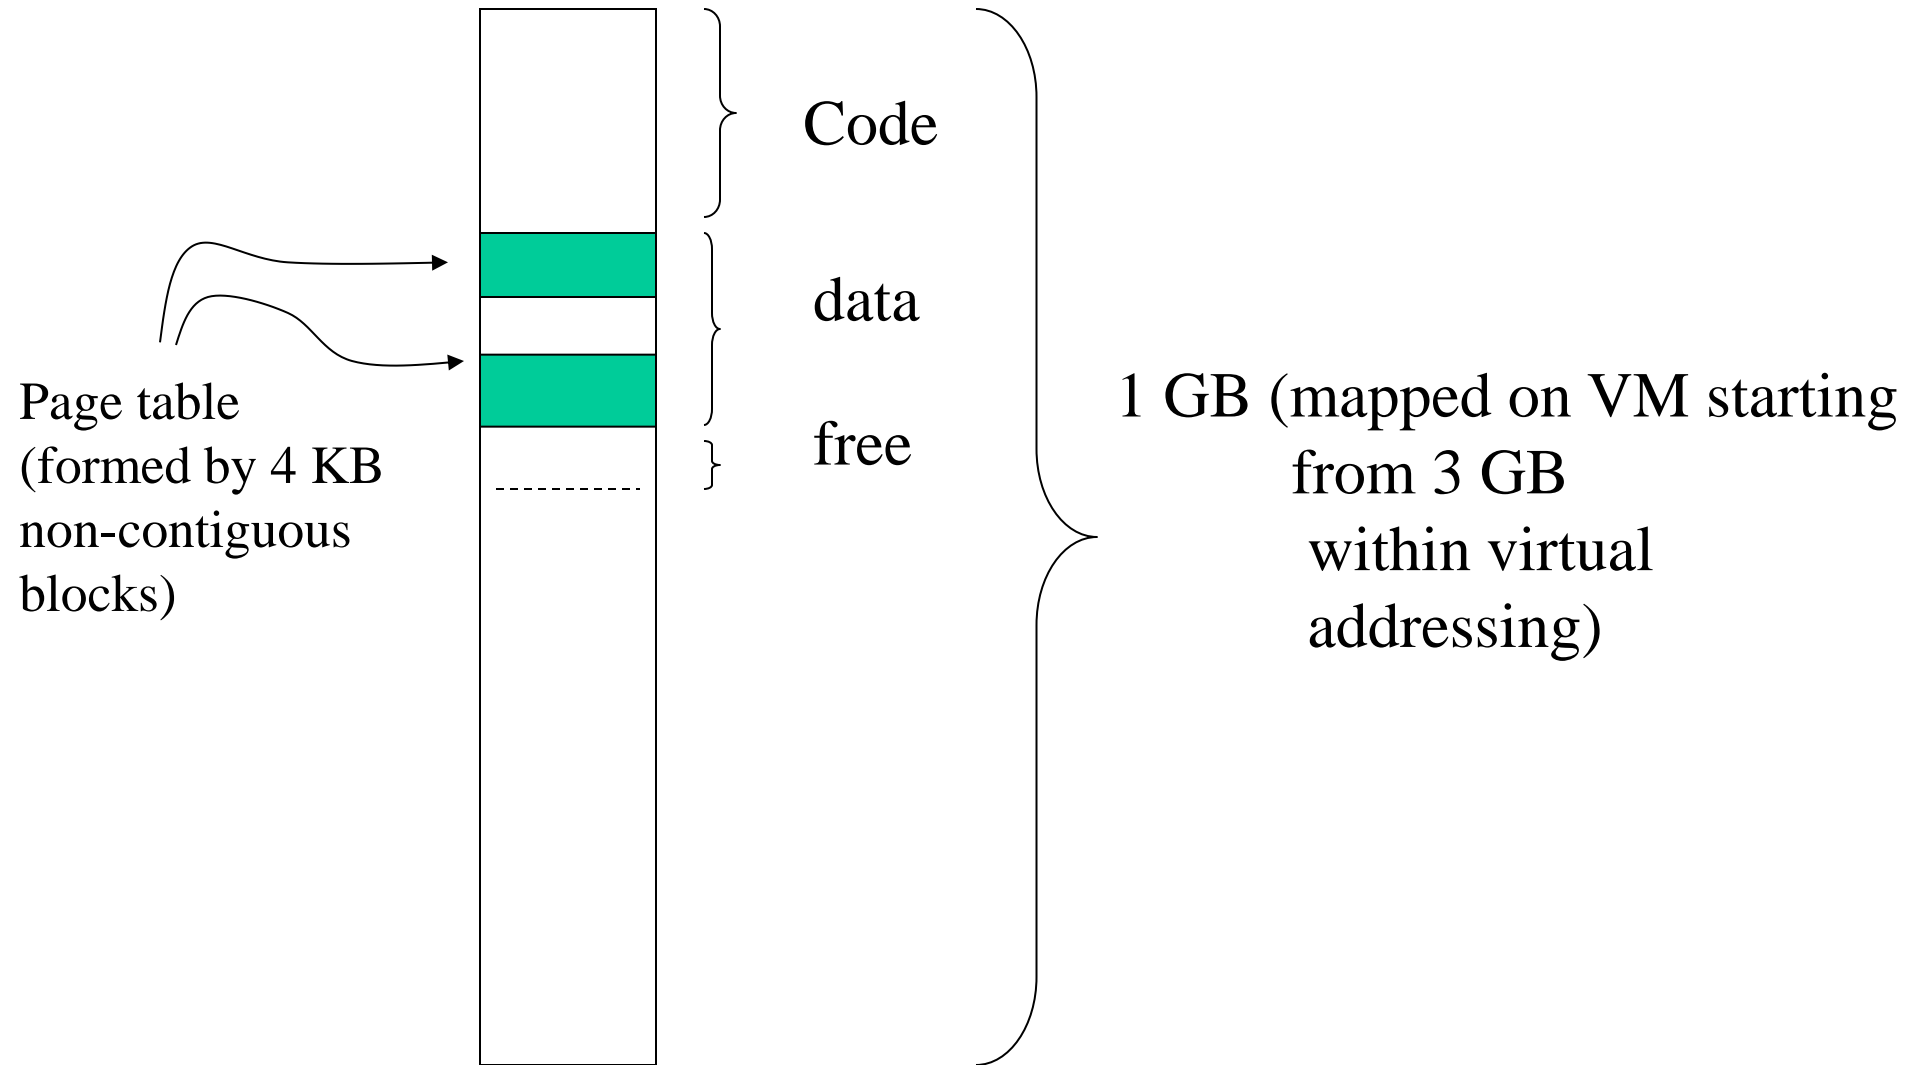 Code
data
free
Page table
(formed by 4 KB
non-contiguous
blocks)
1 GB (mapped on VM starting
from 3 GB
within virtual
addressing)